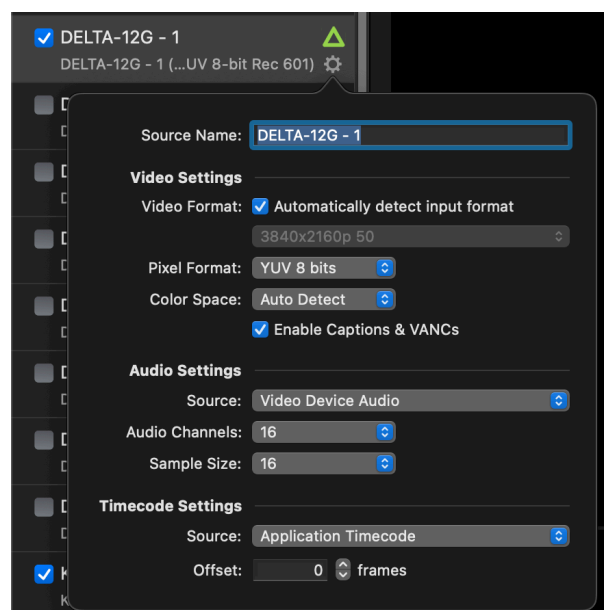 DELTA-12G - 1
DELTA-12G - 1 (...UV 8-bit Rec 601)
Source Name: DELTA-12G - 1
Video Settings
Video Format: Automatically detect input format
3840x2160p 50
Pixel Format: YUV 8 bits
Color Space: Auto Detect
Enable Captions & VANCs
Audio Settings
Source: Video Device Audio
Audio Channels: 16
Sample Size: 16
Timecode Settings
Source: Application Timecode
Offset: 0 frames